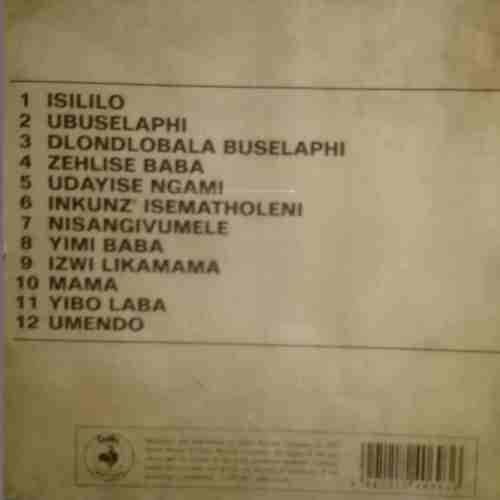 1 ISILILO
2 UBUSELAPHI
3 DLONDLOBALA BUSELAPHI
4 ZEHLISE BABA
5 UDAYISE NGAMI
6 INKUNZ' ISEMATHOLENI
7 NISANGIVUMELE
8 YIMI BABA
9 IZWI LIKAMAMA
10 MAMA
11 YIBO LABA
12 UMENDO